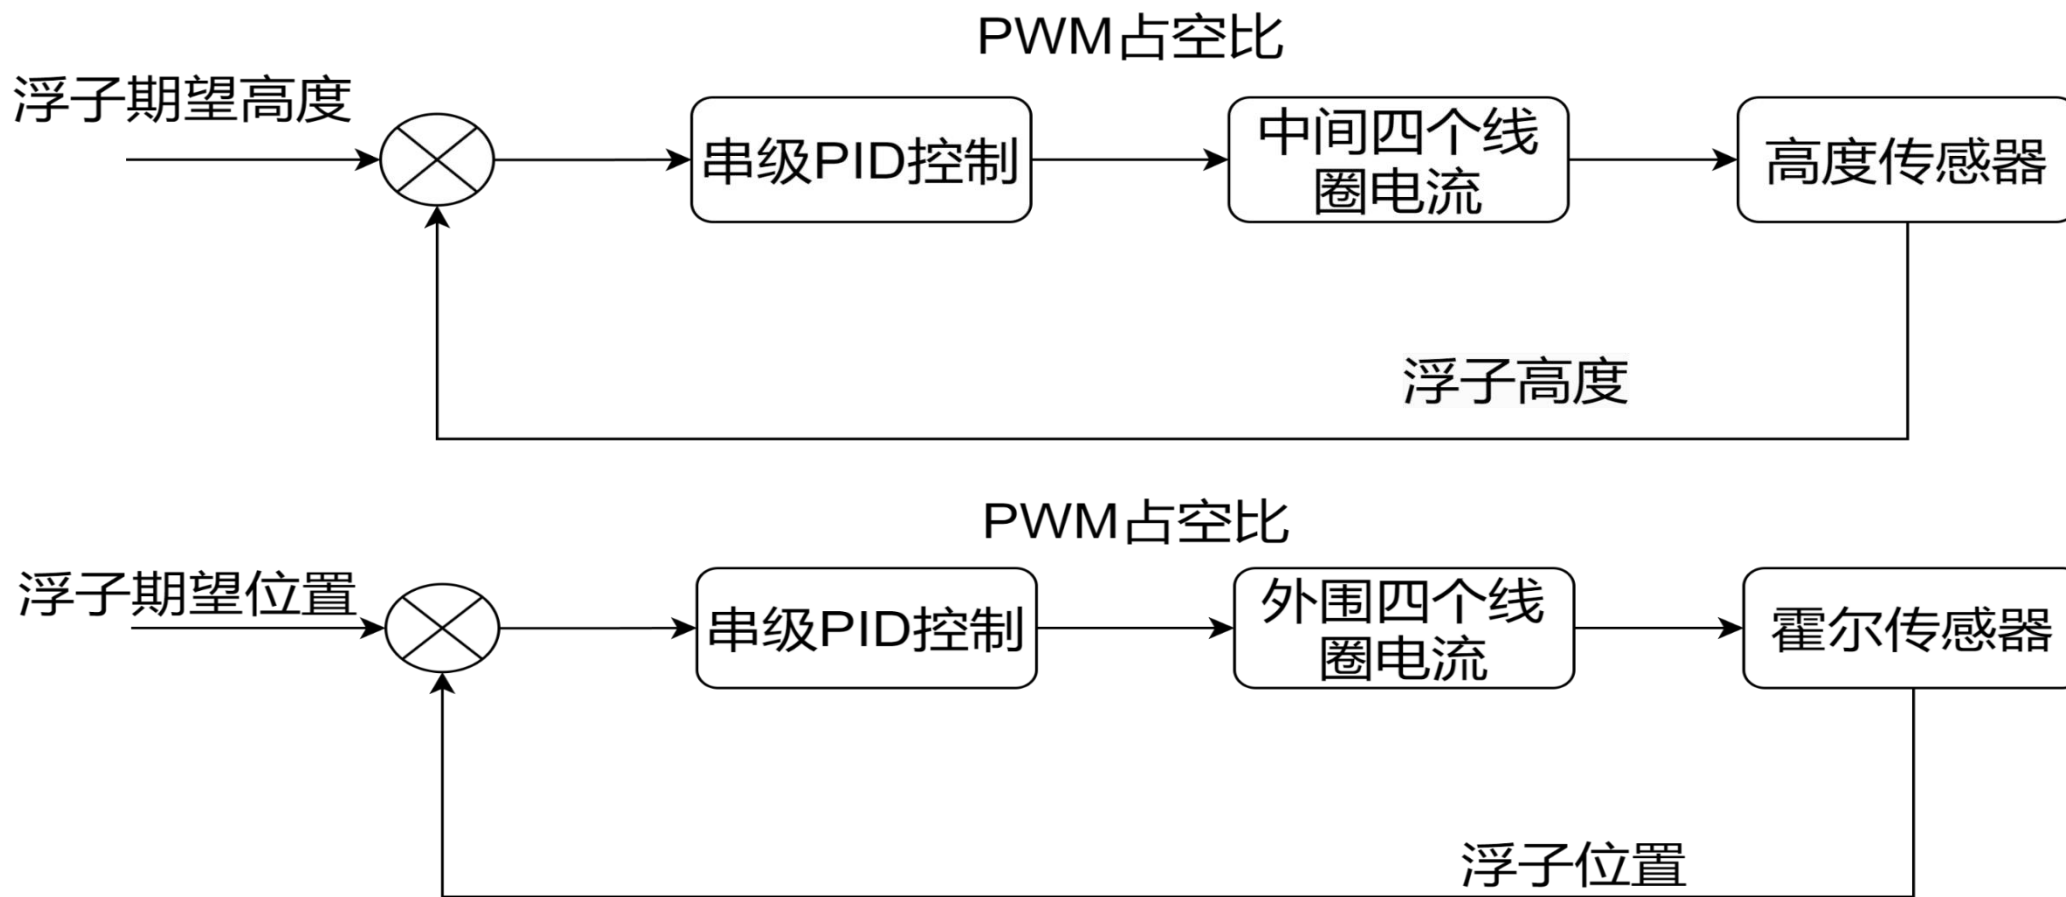 PWM占空比
浮子期望高度
串级PID控制
中间四个线
圈电流
高度传感器
浮子高度
PWM占空比
浮子期望位置
串级PID控制
外围四个线
圈电流
霍尔传感器
浮子位置